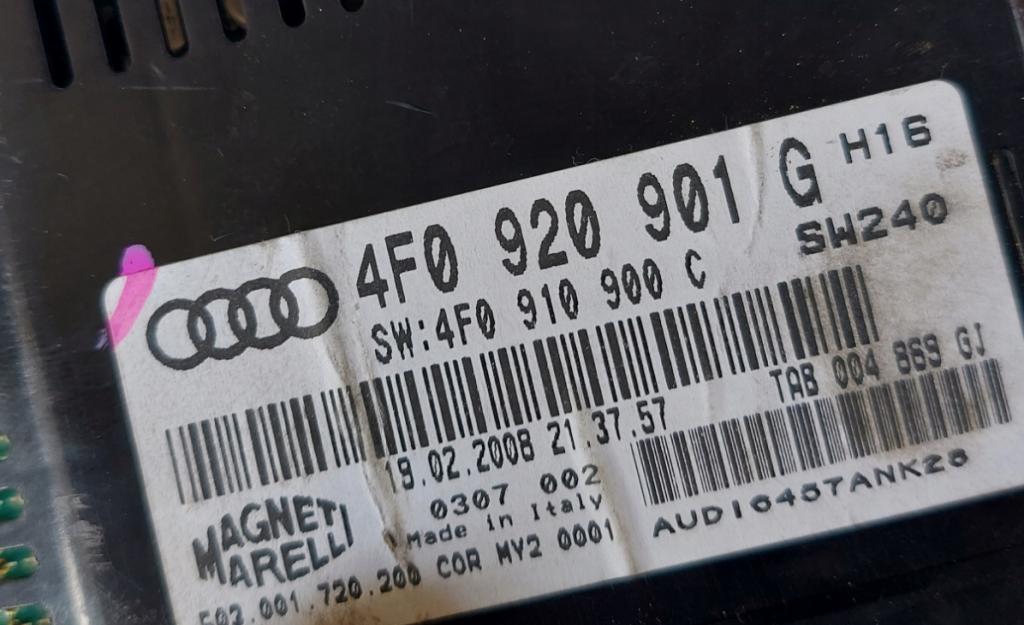 4F0 920 901 G H16
SW:4F0 910 900 C SW240
19.02.2008 21.37.57 TAB 004 869 GJ
0307 002
MAGNETI
MARELLI
Made in Italy
AUDI6457ANK28
503.001.720.200 COR MY2 0001